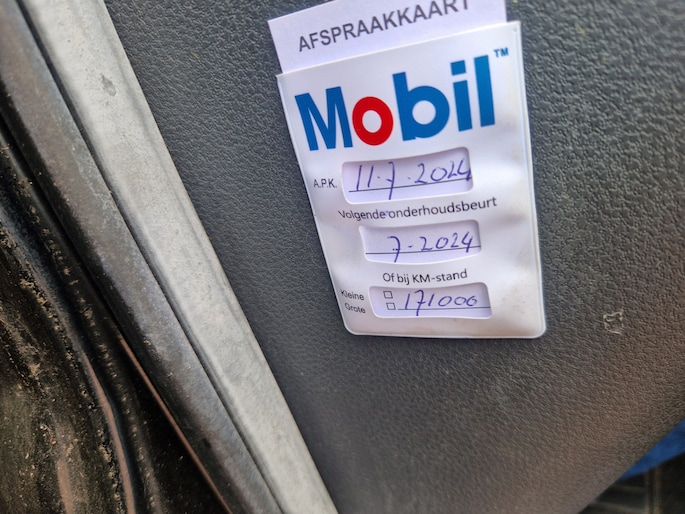 AFSPRAAKKAART
Mobil™
A.P.K. 11-7-2024
Volgende onderhoudsbeurt
7-2024
Of bij KM-stand
Kleine
Grote
171000